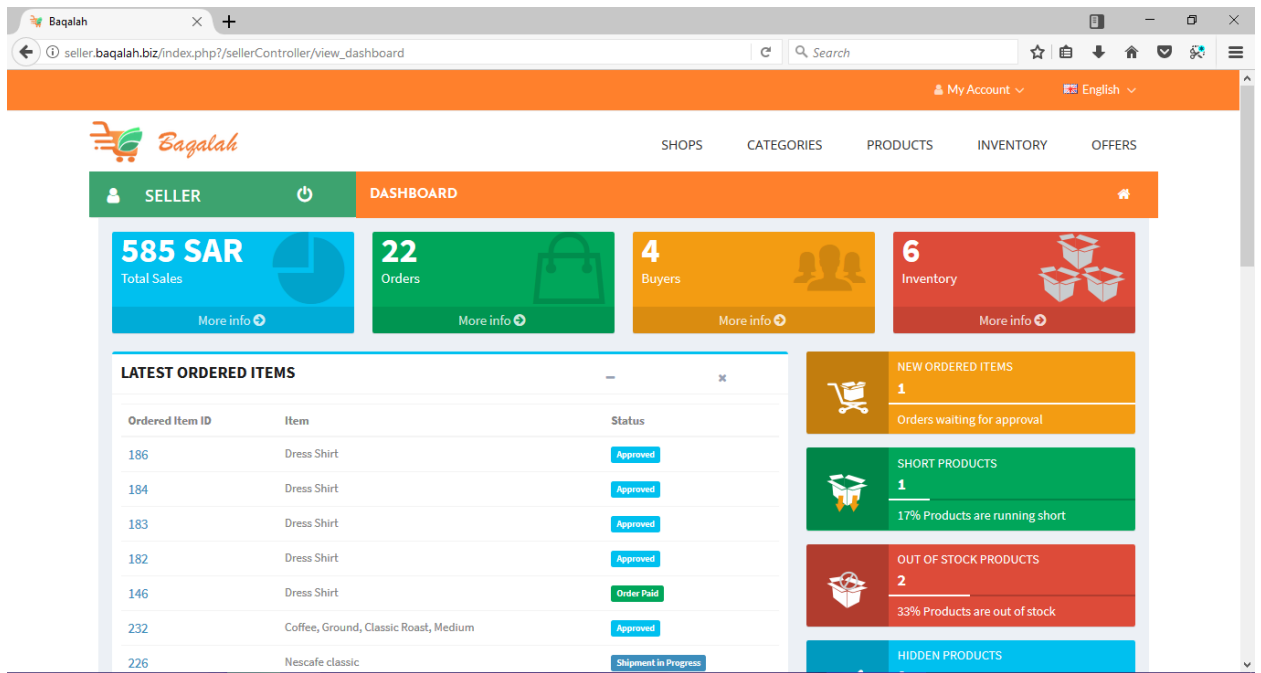 Baqalah
seller.baqalah.biz/index.php?/sellerController/view_dashboard
Search
My Account
English
Baqalah
SHOPS CATEGORIES PRODUCTS INVENTORY OFFERS
SELLER
DASHBOARD
585 SAR
Total Sales
More info
22
Orders
More info
4
Buyers
More info
6
Inventory
More info
LATEST ORDERED ITEMS
Ordered Item ID Item Status
186 Dress Shirt Approved
184 Dress Shirt Approved
183 Dress Shirt Approved
182 Dress Shirt Approved
146 Dress Shirt Order Paid
232 Coffee, Ground, Classic Roast, Medium Approved
226 Nescafe classic Shipment in Progress
NEW ORDERED ITEMS
1
Orders waiting for approval
SHORT PRODUCTS
1
17% Products are running short
OUT OF STOCK PRODUCTS
2
33% Products are out of stock
HIDDEN PRODUCTS